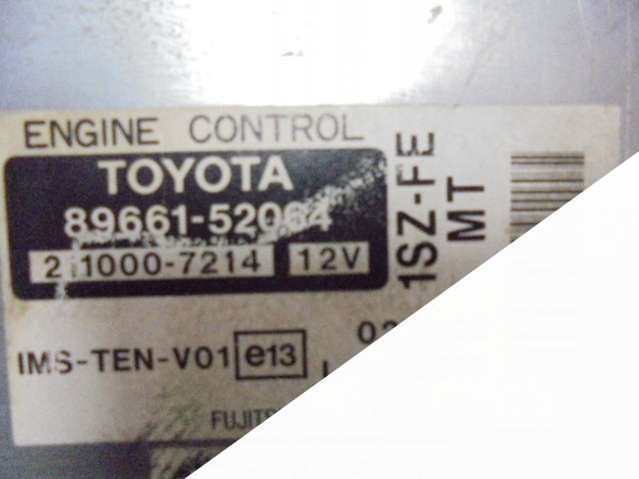 ENGINE CONTROL
TOYOTA
89661-52064
211000-7214 12V
1SZ-FE
MT
IMS-TEN-V01 e13